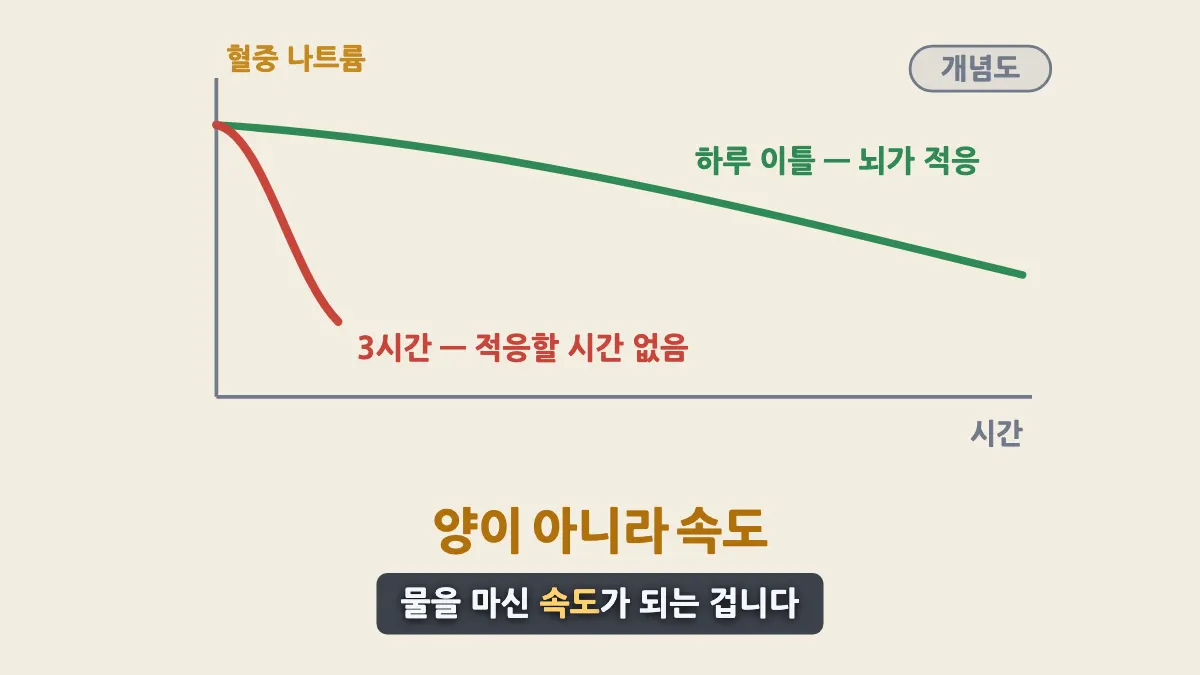 혈중 나트륨
개념도
하루 이틀 — 뇌가 적응
3시간 — 적응할 시간 없음
시간
양이 아니라 속도
물을 마신 속도가 되는 겁니다